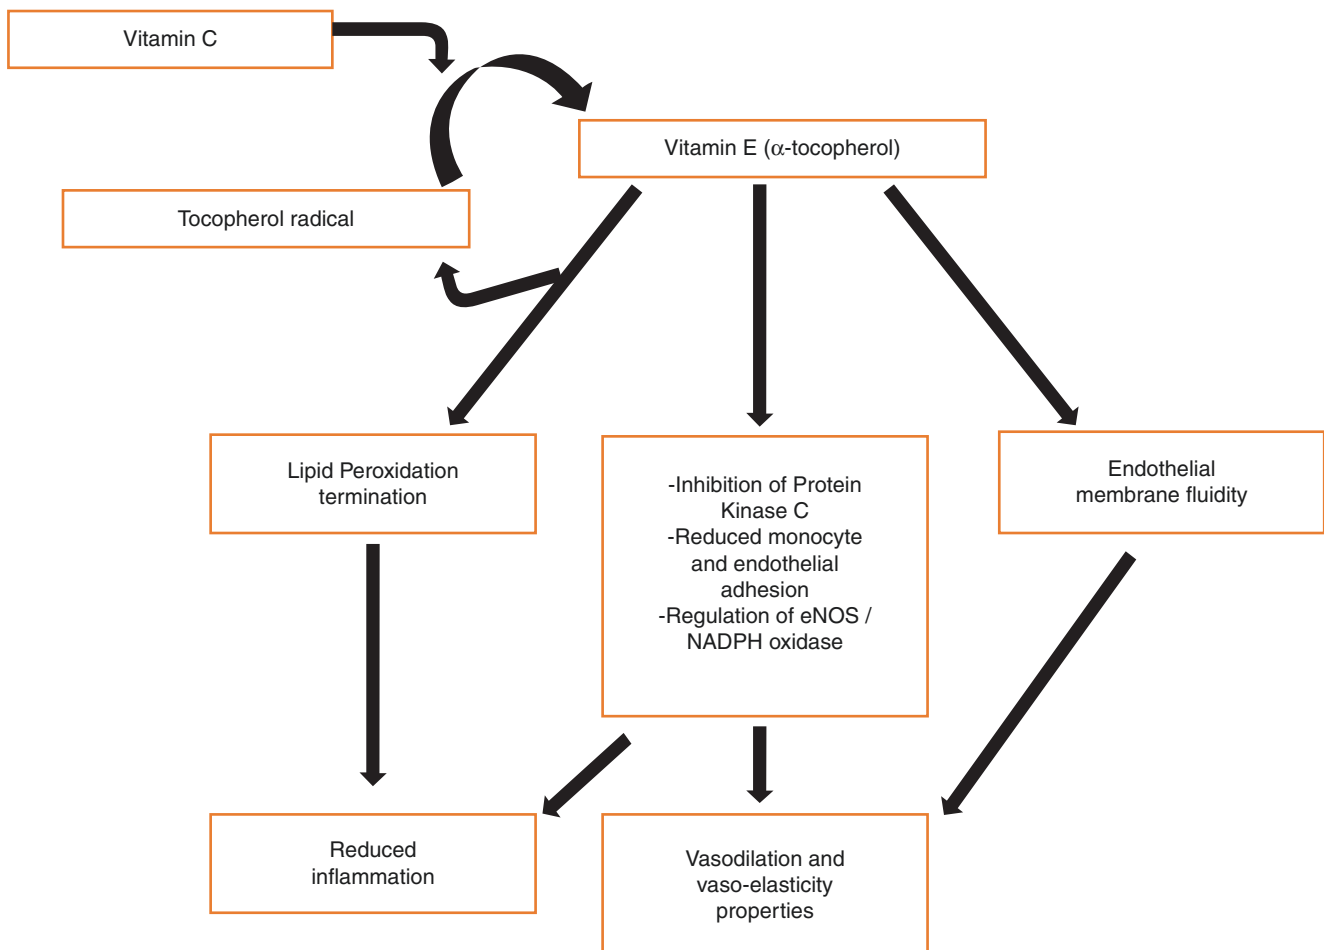 Vitamin C
Vitamin E (α-tocopherol)
Tocopherol radical
Lipid Peroxidation
termination
-Inhibition of Protein
Kinase C
-Reduced monocyte
and endothelial
adhesion
-Regulation of eNOS /
NADPH oxidase
Endothelial
membrane fluidity
Reduced
inflammation
Vasodilation and
vaso-elasticity
properties